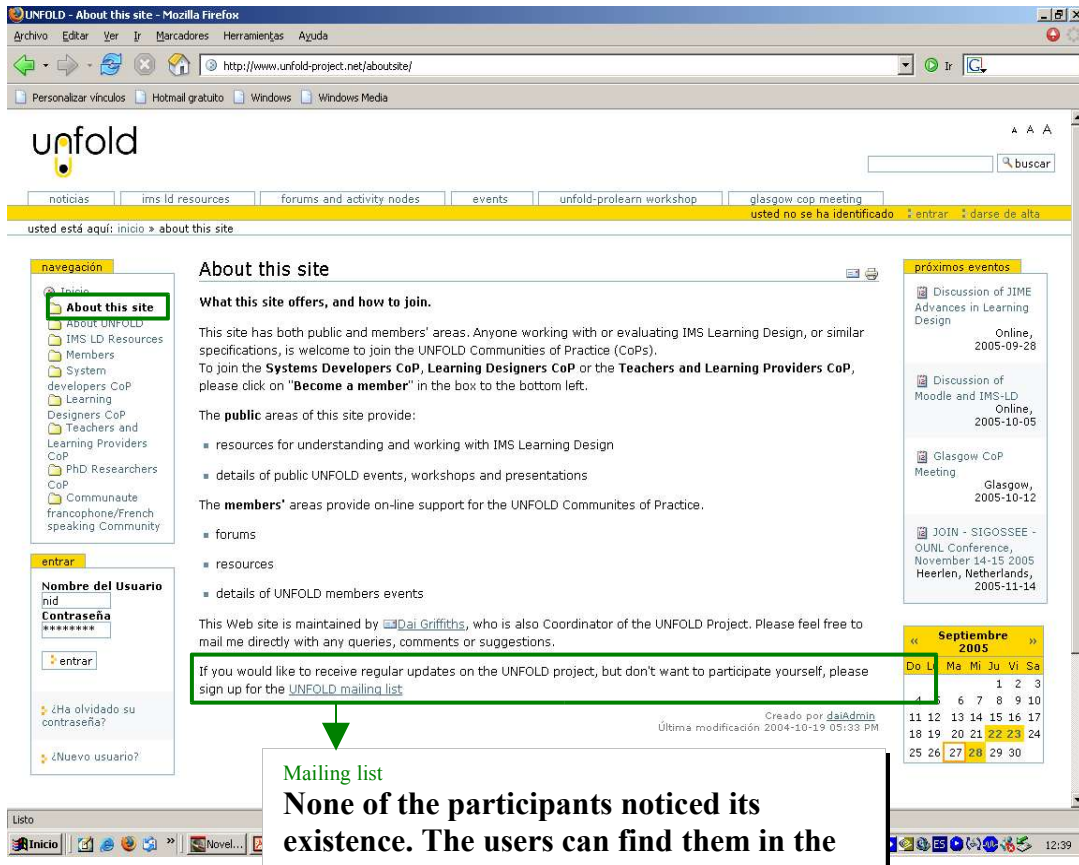 UNFOLD - About this site - Mozilla Firefox
Archivo Editar Ver Ir Marcadores Herramientas Ayuda
http://www.unfold-project.net/aboutsite/
Ir
Personalizar vínculos Hotmail gratuito Windows Windows Media
unfold
A A A
buscar
noticias ims ld resources forums and activity nodes events unfold-prolearn workshop glasgow cop meeting
usted no se ha identificado entrar darse de alta
usted está aquí: inicio » about this site
navegación
Inicio
About this site
About UNFOLD
IMS LD Resources
Members
System
developers CoP
Learning
Designers CoP
Teachers and
Learning Providers
CoP
PhD Researchers
CoP
Communaute
francophone/French
speaking Community
entrar
Nombre del Usuario
nid
Contraseña
********
entrar
¿Ha olvidado su
contraseña?
¿Nuevo usuario?
About this site
What this site offers, and how to join.
This site has both public and members' areas. Anyone working with or evaluating IMS Learning Design, or similar
specifications, is welcome to join the UNFOLD Communities of Practice (CoPs).
To join the Systems Developers CoP, Learning Designers CoP or the Teachers and Learning Providers CoP,
please click on "Become a member" in the box to the bottom left.
The public areas of this site provide:
resources for understanding and working with IMS Learning Design
details of public UNFOLD events, workshops and presentations
The members' areas provide on-line support for the UNFOLD Communites of Practice.
forums
resources
details of UNFOLD members events
This Web site is maintained by Dai Griffiths, who is also Coordinator of the UNFOLD Project. Please feel free to
mail me directly with any queries, comments or suggestions.
If you would like to receive regular updates on the UNFOLD project, but don't want to participate yourself, please
sign up for the UNFOLD mailing list
Creado por daiAdmin
Última modificación 2004-10-19 05:33 PM
próximos eventos
Discussion of JIME
Advances in Learning
Design
Online,
2005-09-28
Discussion of
Moodle and IMS-LD
Online,
2005-10-05
Glasgow CoP
Meeting
Glasgow,
2005-10-12
JOIN - SIGOSSEE -
OUNL Conference,
November 14-15 2005
Heerlen, Netherlands,
2005-11-14
« Septiembre »
2005
Do Lu Ma Mi Ju Vi Sa
1 2 3
4 5 6 7 8 9 10
11 12 13 14 15 16 17
18 19 20 21 22 23 24
25 26 27 28 29 30
Mailing list
None of the participants noticed its
existence. The users can find them in the
Listo
Inicio » Novel... ES 12:39